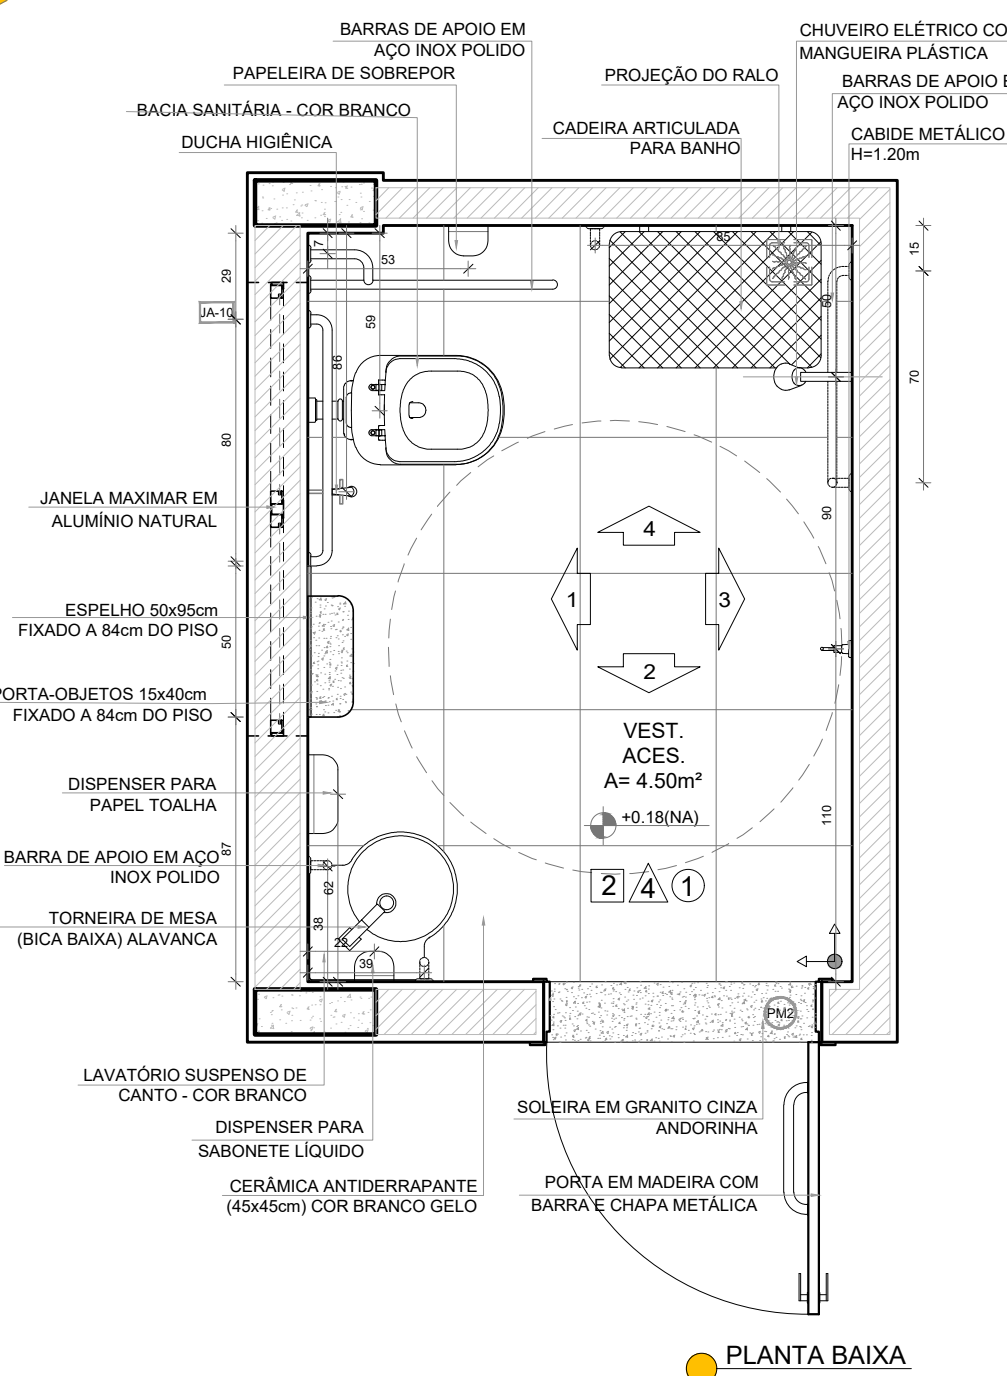 BARRAS DE APOIO EM
AÇO INOX POLIDO
PAPELEIRA DE SOBREPOR
BACIA SANITÁRIA - COR BRANCO
DUCHA HIGIÊNICA
PROJEÇÃO DO RALO
CADEIRA ARTICULADA
PARA BANHO
CHUVEIRO ELÉTRICO CO
MANGUEIRA PLÁSTICA
BARRAS DE APOIO E
AÇO INOX POLIDO
CABIDE METÁLICO
H=1.20m
7
53
85
15
29
60
JA-10
59
86
70
80
90
JANELA MAXIMAR EM
ALUMÍNIO NATURAL
4
1
3
2
ESPELHO 50x95cm
FIXADO A 84cm DO PISO
50
PORTA-OBJETOS 15x40cm
FIXADO A 84cm DO PISO
VEST.
ACES.
A= 4.50m²
+0.18(NA)
110
2
4
1
DISPENSER PARA
PAPEL TOALHA
87
BARRA DE APOIO EM AÇO
INOX POLIDO
62
38
22
39
TORNEIRA DE MESA
(BICA BAIXA) ALAVANCA
PM2
LAVATÓRIO SUSPENSO DE
CANTO - COR BRANCO
DISPENSER PARA
SABONETE LÍQUIDO
CERÂMICA ANTIDERRAPANTE
(45x45cm) COR BRANCO GELO
SOLEIRA EM GRANITO CINZA
ANDORINHA
PORTA EM MADEIRA COM
BARRA E CHAPA METÁLICA
PLANTA BAIXA